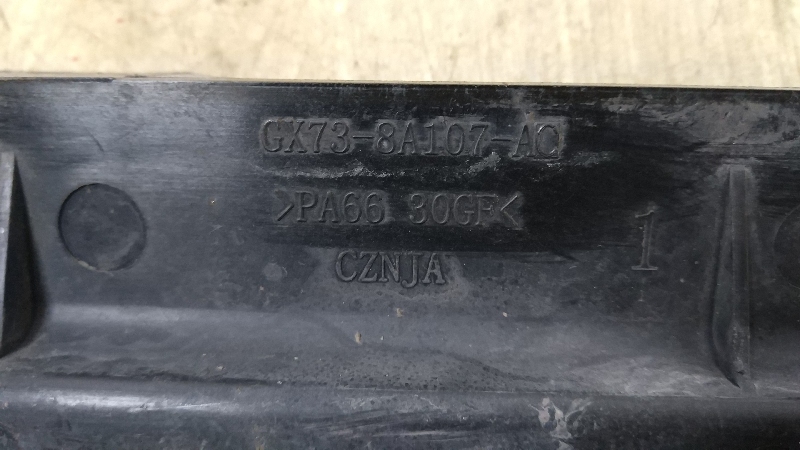 GX73-8A107-AC
>PA66 30GF<
CZNJA
1